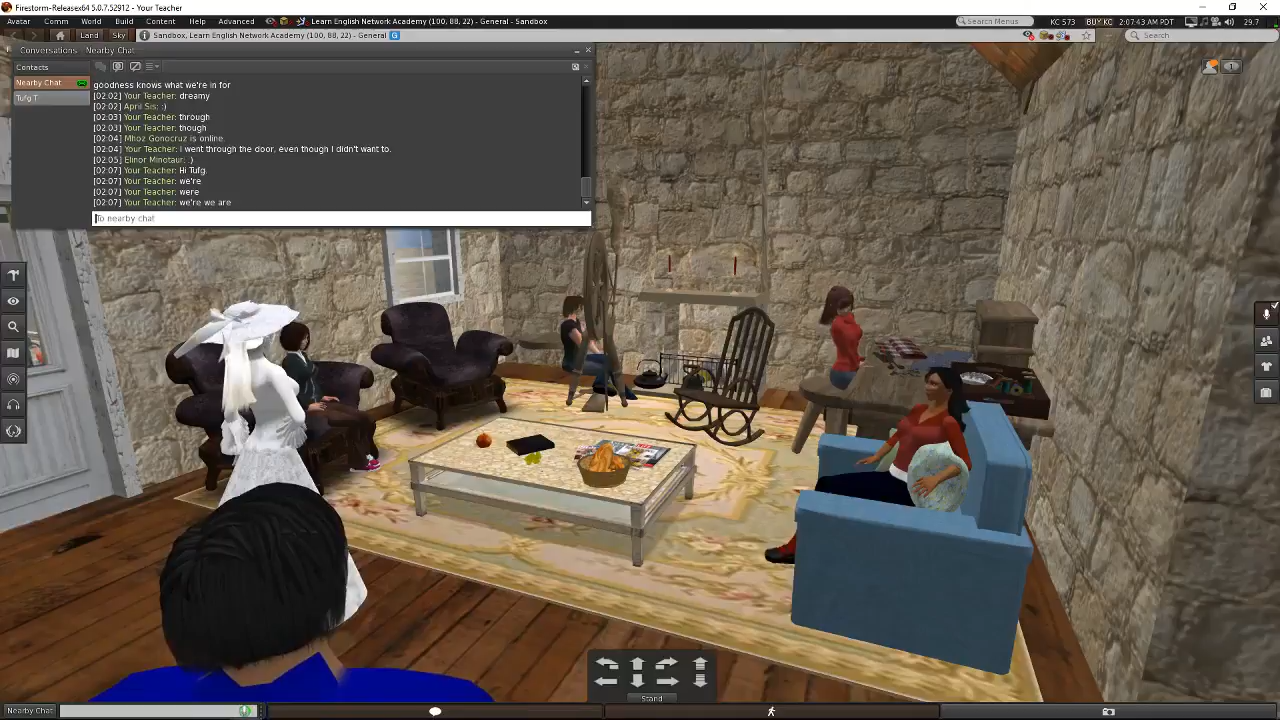 Firestorm-Releasex64 5.0.7.52912 - Your Teacher
Avatar Comm World Build Content Help Advanced Learn English Network Academy (100, 88, 22) - General - Sandbox Search Menus KC 573 BUY KC 2:07:43 AM PDT 29.7
Land Sky Sandbox, Learn English Network Academy (100, 88, 22) - General G Search
Conversations Nearby Chat
Contacts
Nearby Chat
Tufg T
goodness knows what we're in for
[02:02] Your Teacher: dreamy
[02:02] April Sis: :)
[02:03] Your Teacher: through
[02:03] Your Teacher: though
[02:04] Mhoz Gonocruz is online.
[02:04] Your Teacher: I went through the door, even though I didn't want to.
[02:05] Elinor Minotaur: :)
[02:07] Your Teacher: Hi Tufg.
[02:07] Your Teacher: we're
[02:07] Your Teacher: were
[02:07] Your Teacher: we're we are
To nearby chat
1
Stand
Nearby Chat